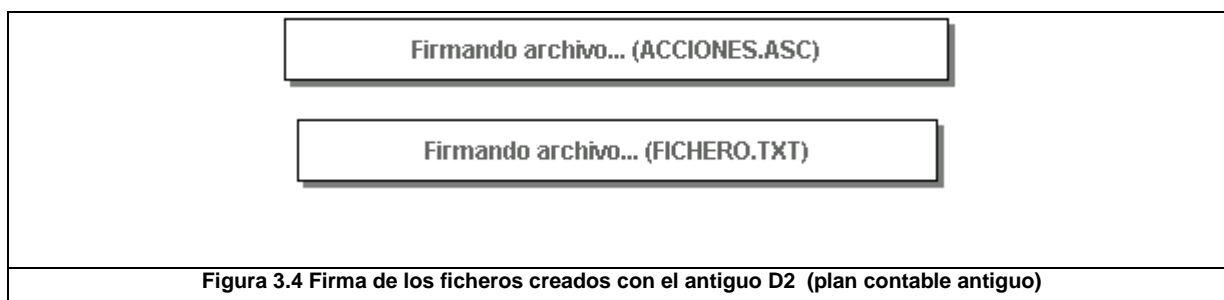 Firmando archivo... (ACCIONES.ASC)
Firmando archivo... (FICHERO.TXT)
Figura 3.4 Firma de los ficheros creados con el antiguo D2 (plan contable antiguo)